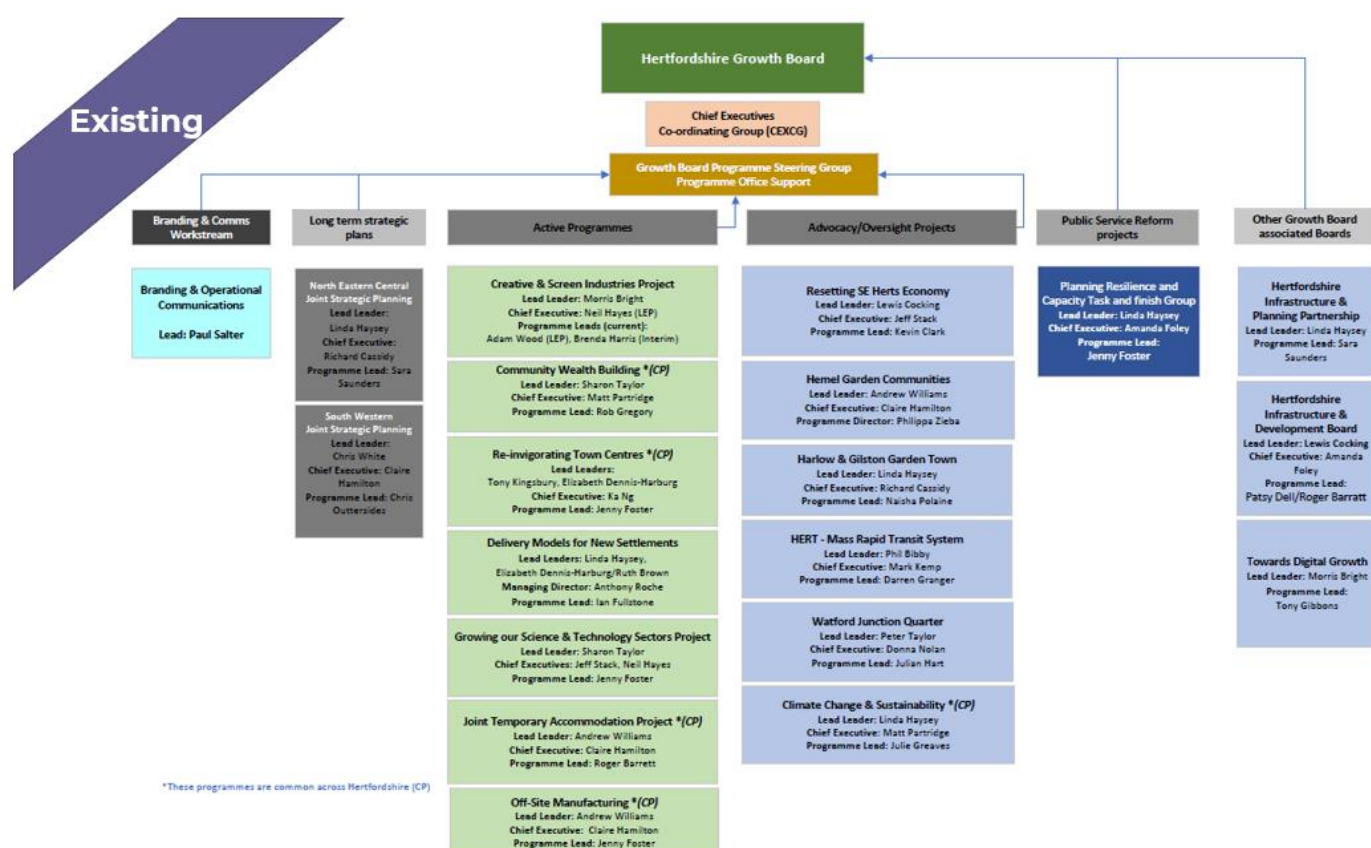 Existing
Hertfordshire Growth Board
Chief Executives
Co-ordinating Group (CEXCG)
Growth Board Programme Steering Group
Programme Office Support
Branding & Comms
Workstream
Branding & Operational
Communications
Lead: Paul Salter
Long term strategic
plans
North Eastern Central
Joint Strategic Planning
Lead Leader:
Linda Haysey
Chief Executive:
Richard Cassidy
Programme Lead: Sara
Saunders
South Western
Joint Strategic Planning
Lead Leader:
Chris White
Chief Executive: Claire
Hamilton
Programme Lead: Chris
Outtersides
Active Programmes
Creative & Screen Industries Project
Lead Leader: Morris Bright
Chief Executive: Neil Hayes (LEP)
Programme Leads (current):
Adam Wood (LEP), Brenda Harris (Interim)
Community Wealth Building *(CP)
Lead Leader: Sharon Taylor
Chief Executive: Matt Partridge
Programme Lead: Rob Gregory
Re-invigorating Town Centres *(CP)
Lead Leaders:
Tony Kingsbury, Elizabeth Dennis-Harburg
Chief Executive: Ka Ng
Programme Lead: Jenny Foster
Delivery Models for New Settlements
Lead Leaders: Linda Haysey,
Elizabeth Dennis-Harburg/Ruth Brown
Managing Director: Anthony Roche
Programme Lead: Ian Fullstone
Growing our Science & Technology Sectors Project
Lead Leader: Sharon Taylor
Chief Executives: Jeff Stack, Neil Hayes
Programme Lead: Jenny Foster
Joint Temporary Accommodation Project *(CP)
Lead Leader: Andrew Williams
Chief Executive: Claire Hamilton
Programme Lead: Roger Barrett
Off-Site Manufacturing *(CP)
Lead Leader: Andrew Williams
Chief Executive: Claire Hamilton
Programme Lead: Jenny Foster
Advocacy/Oversight Projects
Resetting SE Herts Economy
Lead Leader: Lewis Cocking
Chief Executive: Jeff Stack
Programme Lead: Kevin Clark
Hemel Garden Communities
Lead Leader: Andrew Williams
Chief Executive: Claire Hamilton
Programme Director: Philippa Zieba
Harlow & Gilston Garden Town
Lead Leader: Linda Haysey
Chief Executive: Richard Cassidy
Programme Lead: Naisha Polaine
HERT - Mass Rapid Transit System
Lead Leader: Phil Bibby
Chief Executive: Mark Kemp
Programme Lead: Darren Granger
Watford Junction Quarter
Lead Leader: Peter Taylor
Chief Executive: Donna Nolan
Programme Lead: Julian Hart
Climate Change & Sustainability *(CP)
Lead Leader: Linda Haysey
Chief Executive: Matt Partridge
Programme Lead: Julie Greaves
Public Service Reform
projects
Planning Resilience and
Capacity Task and finish Group
Lead Leader: Linda Haysey
Chief Executive: Amanda Foley
Programme Lead:
Jenny Foster
Other Growth Board
associated Boards
Hertfordshire
Infrastructure &
Planning Partnership
Lead Leader: Linda Haysey
Programme Lead: Sara
Saunders
Hertfordshire
Infrastructure &
Development Board
Lead Leader: Lewis Cocking
Chief Executive: Amanda
Foley
Programme Lead:
Patsy Dell/Roger Barratt
Towards Digital Growth
Lead Leader: Morris Bright
Programme Lead:
Tony Gibbons
*These programmes are common across Hertfordshire (CP)